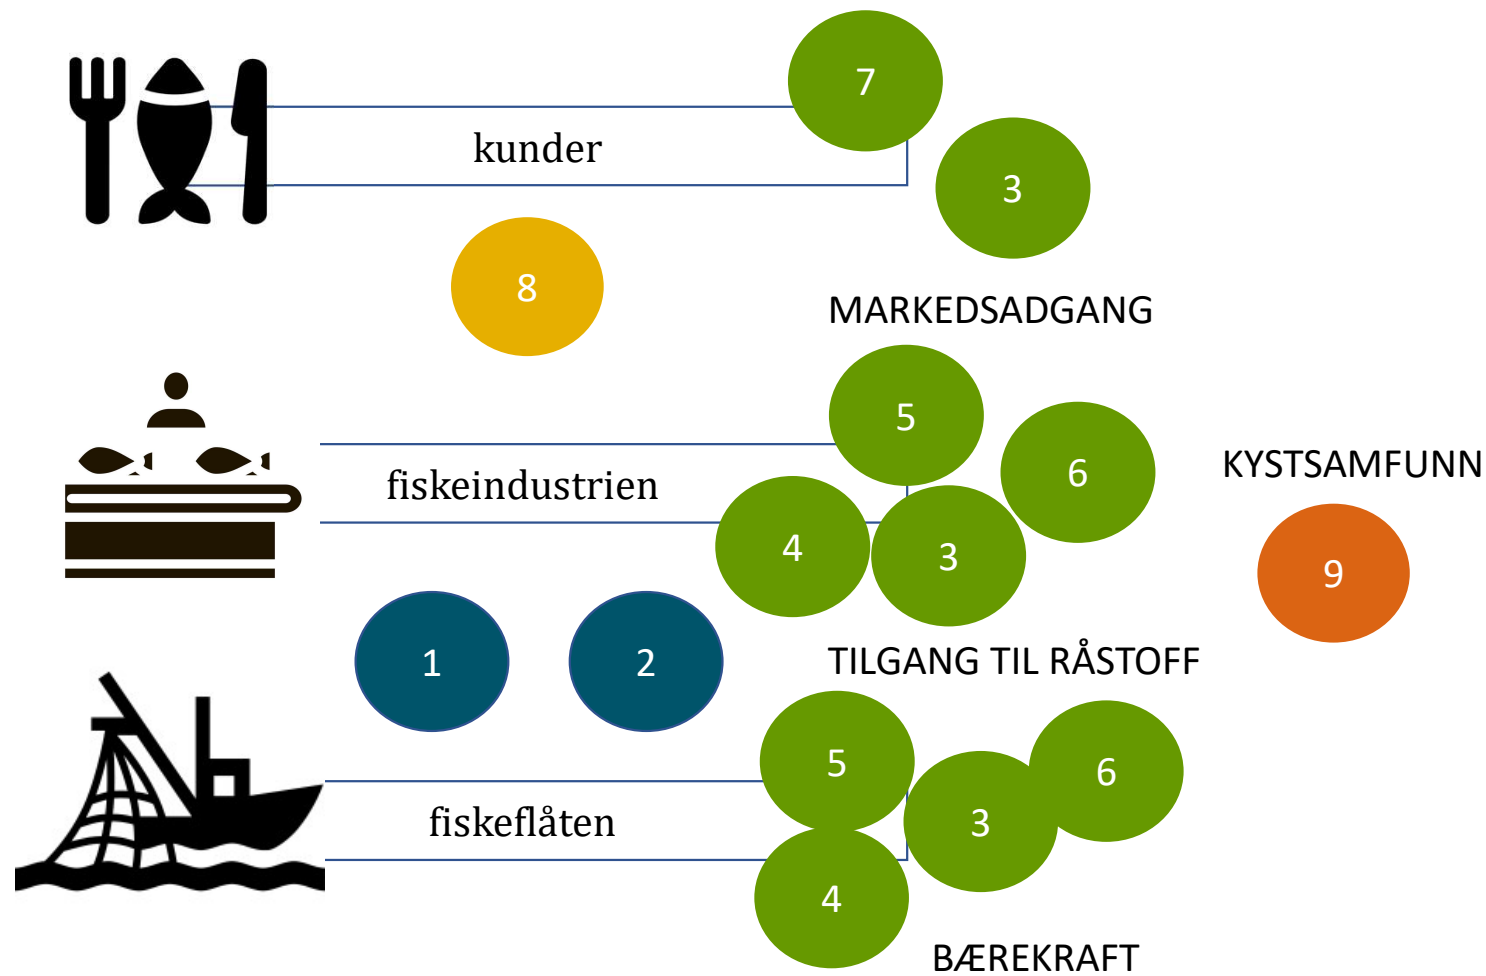 7
kunder
3
8
MARKEDSADGANG
5
6
KYSTSAMFUNN
fiskeindustrien
4
3
9
1
2
TILGANG TIL RÅSTOFF
5
6
3
fiskeflåten
4
BÆREKRAFT